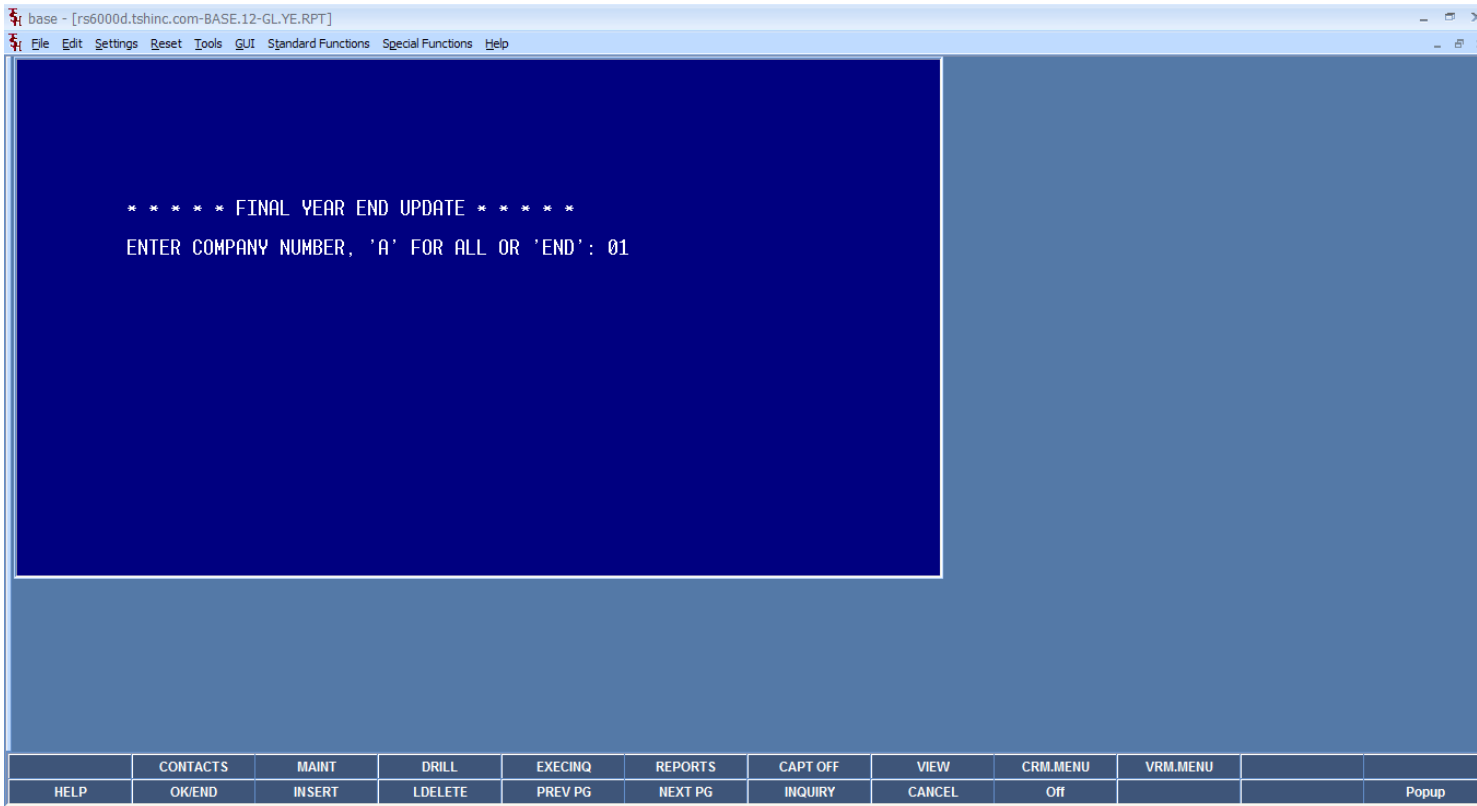 base - [rs6000d.tshinc.com-BASE.12-GL.YE.RPT]
File Edit Settings Reset Tools GUI Standard Functions Special Functions Help
* * * * * FINAL YEAR END UPDATE * * * * *
ENTER COMPANY NUMBER, 'A' FOR ALL OR 'END': 01
CONTACTS MAINT DRILL EXECINQ REPORTS CAPT OFF VIEW CRM.MENU VRM.MENU
HELP OK/END INSERT LDELETE PREV PG NEXT PG INQUIRY CANCEL Off Popup